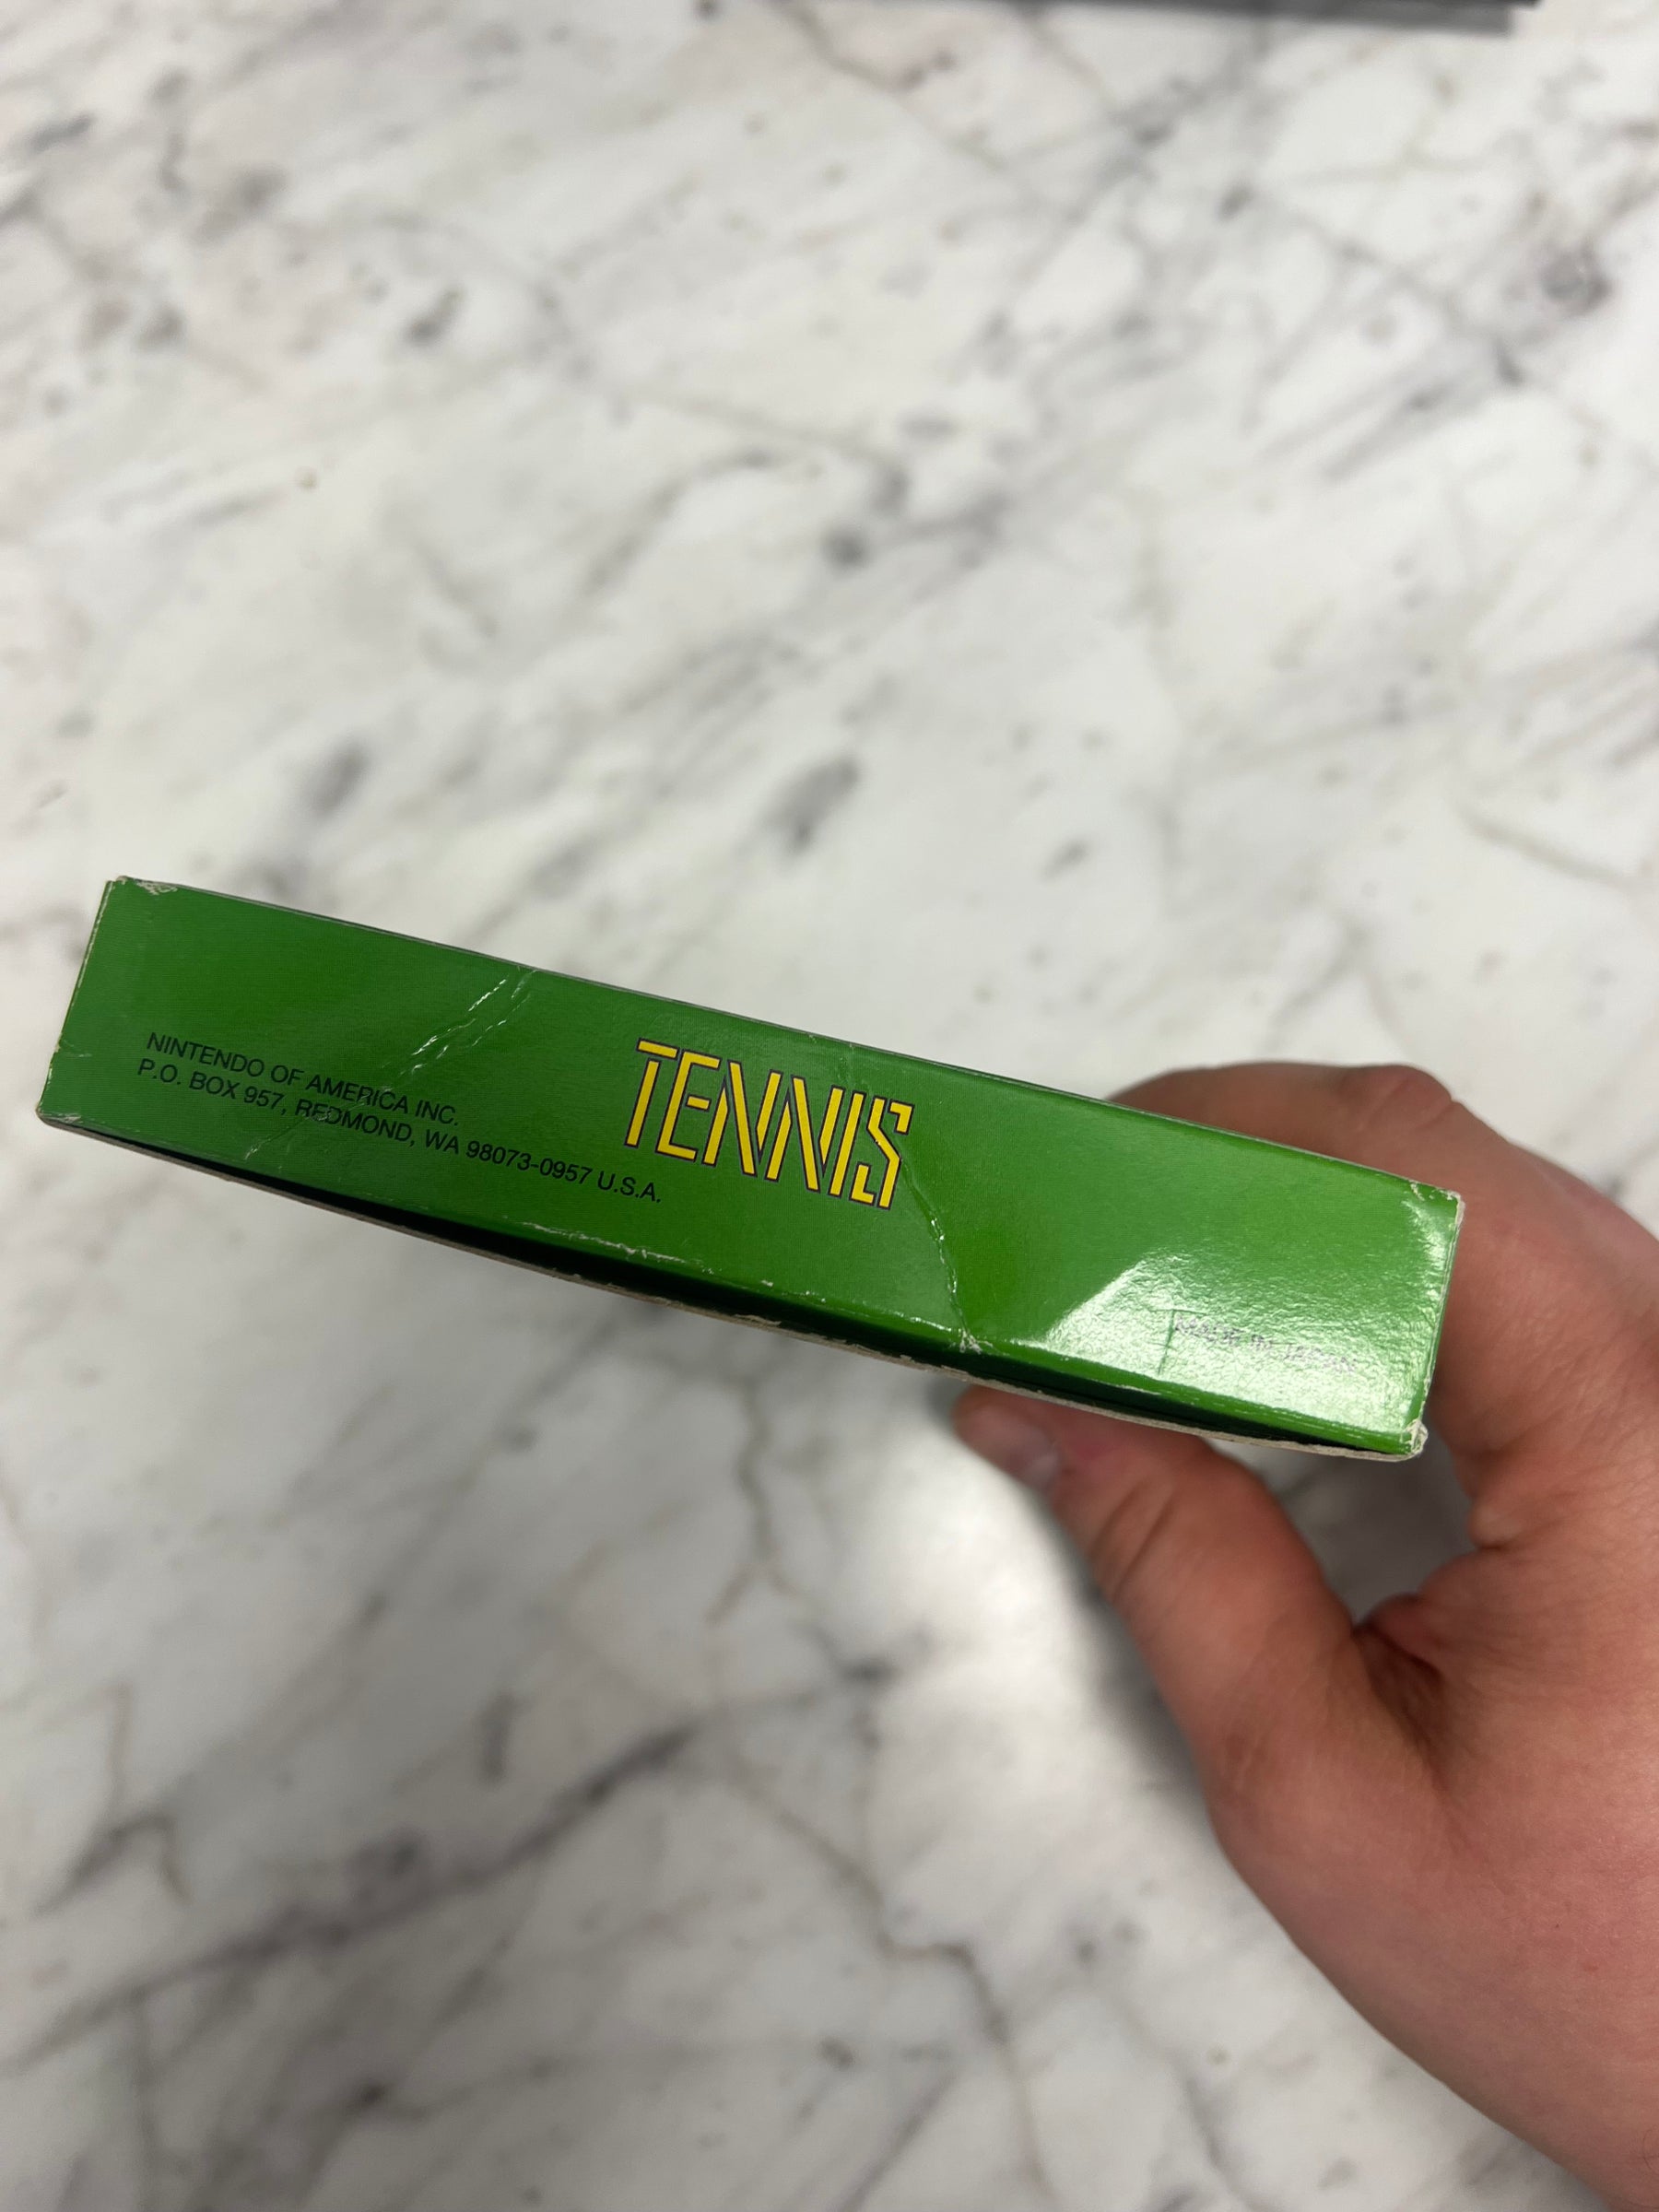 NINTENDO OF AMERICA INC.
P.O. BOX 957, REDMOND, WA 98073-0957 U.S.A.
TENNIS
MADE IN JAPAN